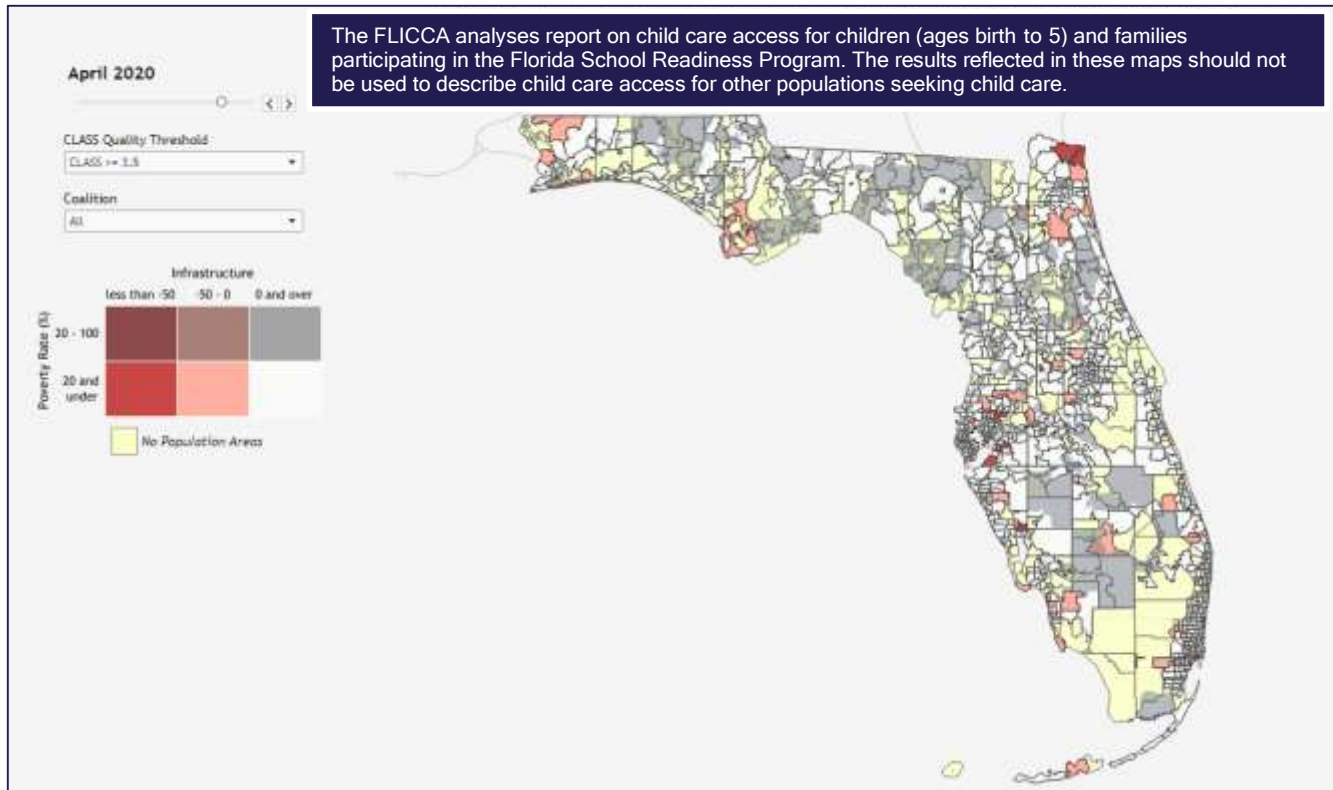 The FLICCA analyses report on child care access for children (ages birth to 5) and families
participating in the Florida School Readiness Program. The results reflected in these maps should not
be used to describe child care access for other populations seeking child care.
April 2020
CLASS Quality Threshold
CLASS >= 3.5
Coalition
All
Infrastructure
less than -50 -50 - 0 0 and over
Poverty Rate (%)
20 - 100
20 and
under
No Population Areas